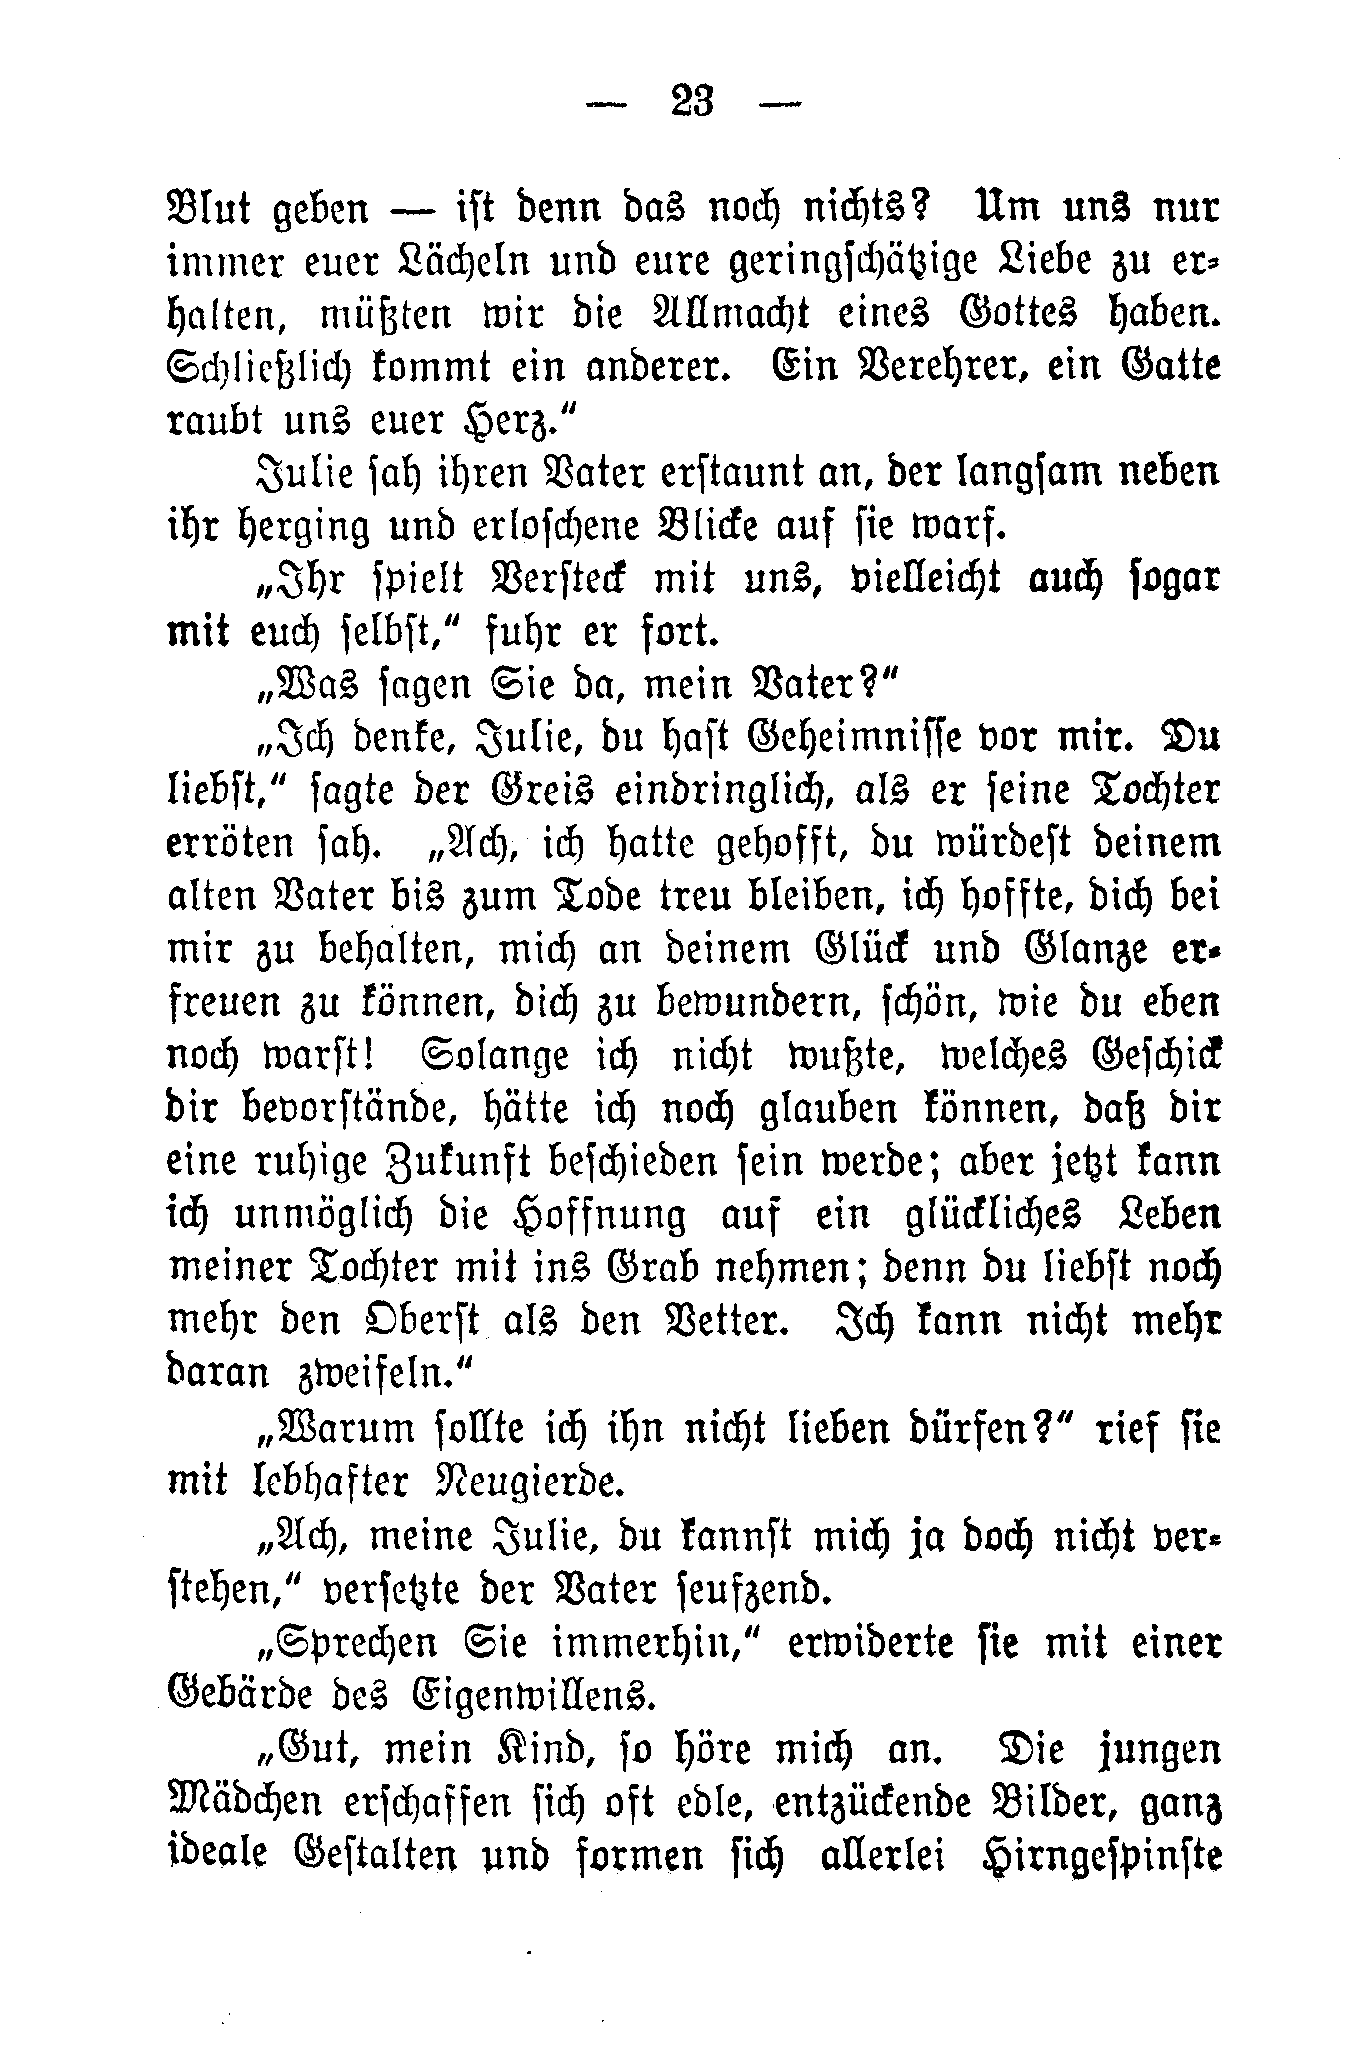 — 23 —
Blut geben — ist denn das noch nichts? Um uns nur
immer euer Lächeln und eure geringschätzige Liebe zu er-
halten, müßten wir die Allmacht eines Gottes haben.
Schließlich kommt ein anderer. Ein Verehrer, ein Gatte
raubt uns euer Herz.“
Julie sah ihren Vater erstaunt an, der langsam neben
ihr herging und erloschene Blicke auf sie warf.
„Ihr spielt Versteck mit uns, vielleicht auch sogar
mit euch selbst,“ fuhr er fort.
„Was sagen Sie da, mein Vater?“
„Ich denke, Julie, du hast Geheimnisse vor mir. Du
liebst,“ sagte der Greis eindringlich, als er seine Tochter
erröten sah. „Ach, ich hatte gehofft, du würdest deinem
alten Vater bis zum Tode treu bleiben, ich hoffte, dich bei
mir zu behalten, mich an deinem Glück und Glanze er-
freuen zu können, dich zu bewundern, schön, wie du eben
noch warst! Solange ich nicht wußte, welches Geschick
dir bevorstände, hätte ich noch glauben können, daß dir
eine ruhige Zukunft beschieden sein werde; aber jetzt kann
ich unmöglich die Hoffnung auf ein glückliches Leben
meiner Tochter mit ins Grab nehmen; denn du liebst noch
mehr den Oberst als den Vetter. Ich kann nicht mehr
daran zweifeln.“
„Warum sollte ich ihn nicht lieben dürfen?“ rief sie
mit lebhafter Neugierde.
„Ach, meine Julie, du kannst mich ja doch nicht ver-
stehen,“ versetzte der Vater seufzend.
„Sprechen Sie immerhin,“ erwiderte sie mit einer
Gebärde des Eigenwillens.
„Gut, mein Kind, so höre mich an. Die jungen
Mädchen erschaffen sich oft edle, entzückende Bilder, ganz
ideale Gestalten und formen sich allerlei Hirngespinste